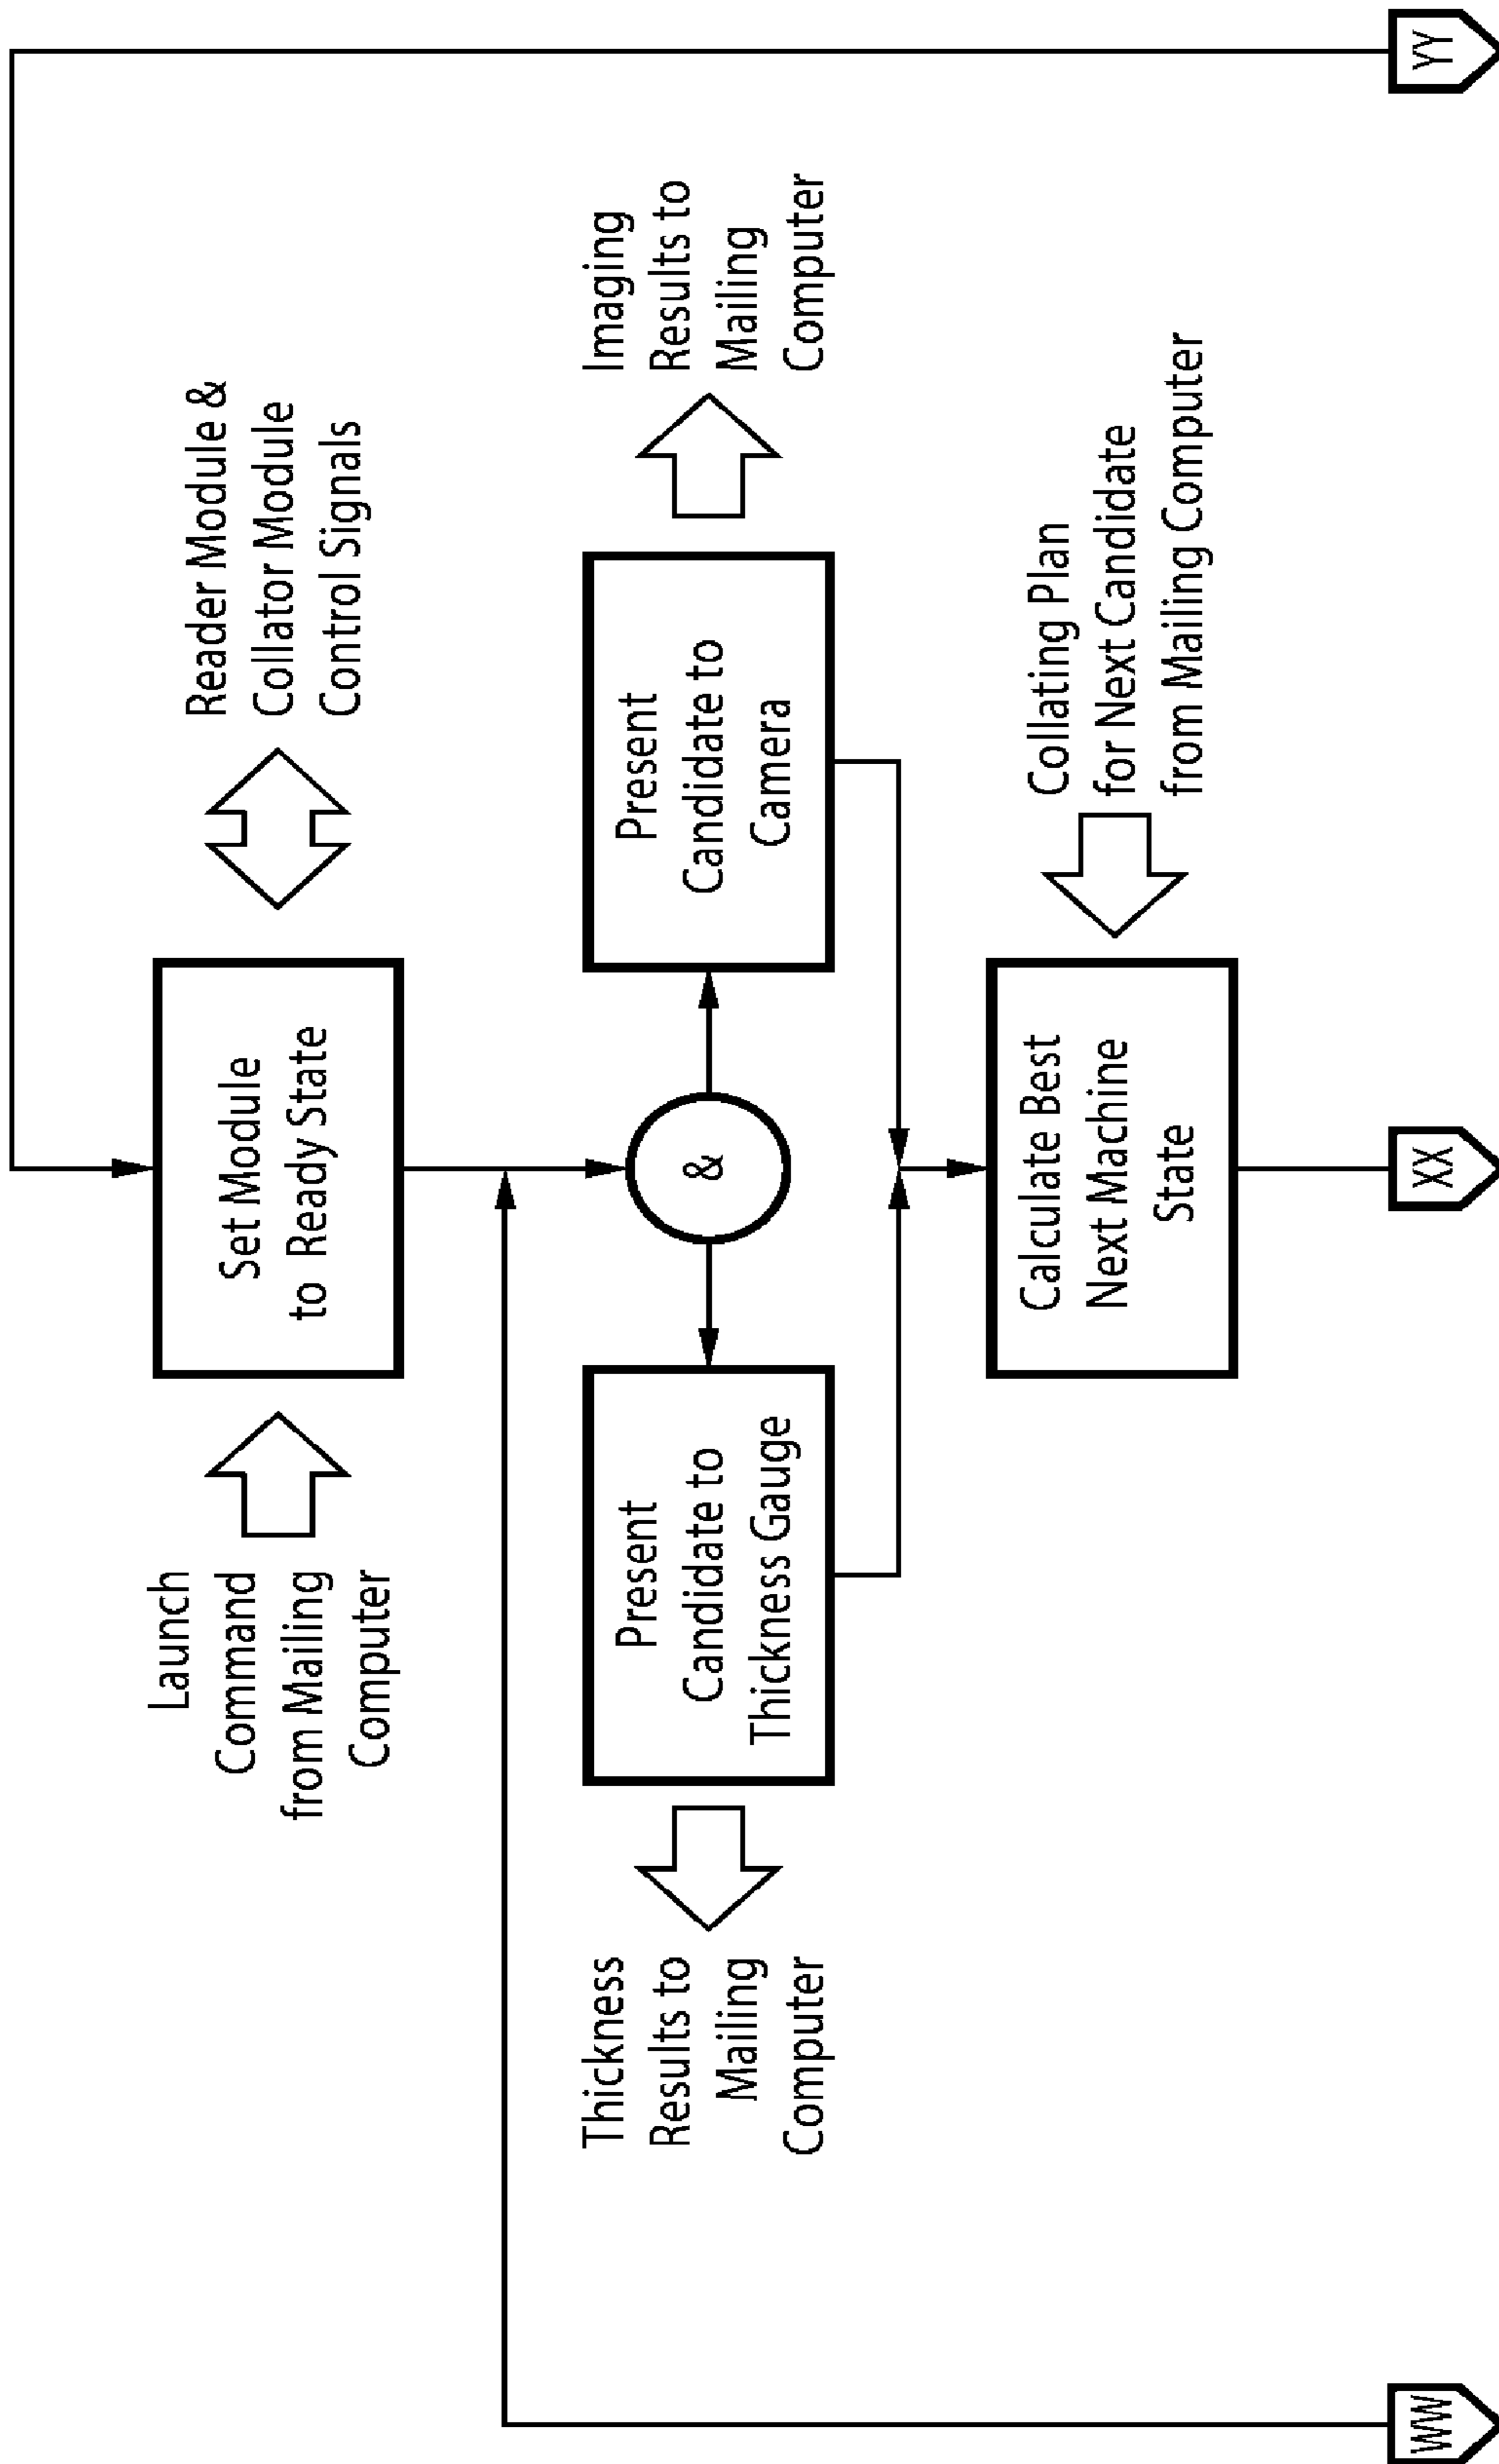 Launch
Command
from Mailing
Computer
Set Module
to Ready State
Reader Module &
Collator Module
Control Signals
Thickness
Results to
Mailing
Computer
Present
Candidate to
Thickness Gauge
&
Present
Candidate to
Camera
Imaging
Results to
Mailing
Computer
Calculate Best
Next Machine
State
Collating Plan
for Next Candidate
from Mailing Computer
WW
XX
YY